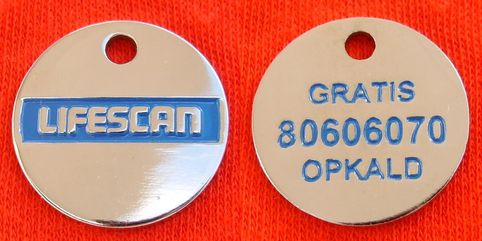 LIFESCAN
GRATIS
80606070
OPKALD